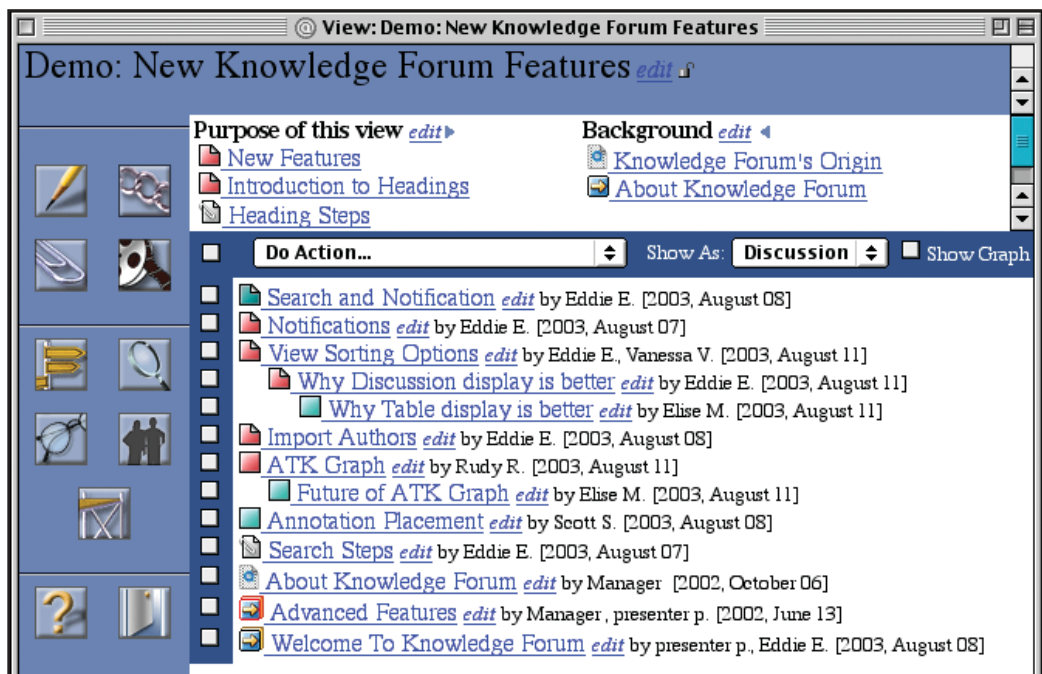 View: Demo: New Knowledge Forum Features
Demo: New Knowledge Forum Features edit
Purpose of this view edit
New Features
Introduction to Headings
Heading Steps
Background edit
Knowledge Forum's Origin
About Knowledge Forum
Do Action... Show As: Discussion Show Graph
Search and Notification edit by Eddie E. [2003, August 08]
Notifications edit by Eddie E. [2003, August 07]
View Sorting Options edit by Eddie E., Vanessa V. [2003, August 11]
Why Discussion display is better edit by Eddie E. [2003, August 11]
Why Table display is better edit by Elise M. [2003, August 11]
Import Authors edit by Eddie E. [2003, August 08]
ATK Graph edit by Rudy R. [2003, August 11]
Future of ATK Graph edit by Elise M. [2003, August 11]
Annotation Placement edit by Scott S. [2003, August 08]
Search Steps edit by Eddie E. [2003, August 07]
About Knowledge Forum edit by Manager [2002, October 06]
Advanced Features edit by Manager, presenter p. [2002, June 13]
Welcome To Knowledge Forum edit by presenter p., Eddie E. [2003, August 08]